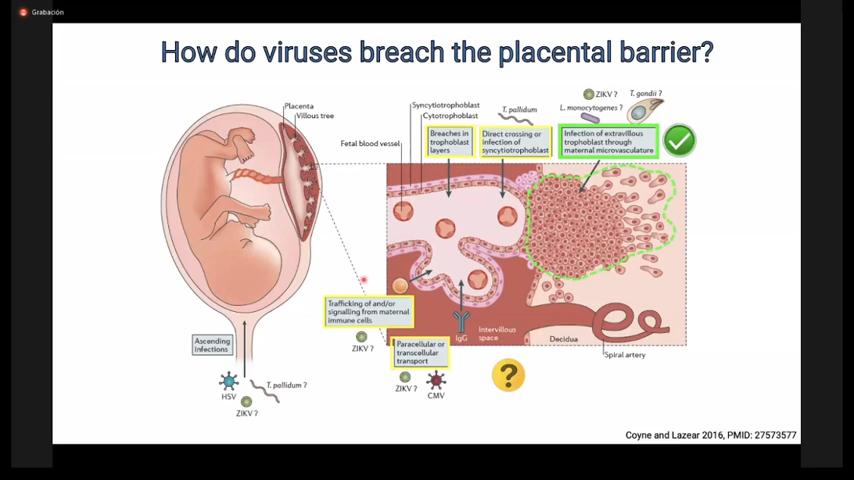 Grabación
How do viruses breach the placental barrier?
Placenta
Villous tree
Fetal blood vessel
Syncytiotrophoblast
Cytotrophoblast
Breaches in
trophoblast
layers
T. pallidum
Direct crossing or
infection of
syncytiotrophoblast
ZIKV ?
T. gondii ?
L. monocytogenes ?
Infection of extravillous
trophoblast through
maternal microvasculature
Trafficking of and/or
signalling from maternal
immune cells
ZIKV ?
Paracellular or
transcellular
transport
ZIKV ?
CMV
IgG
Intervillous
space
?
Decidua
Spiral artery
Ascending
infections
HSV
ZIKV ?
T. pallidum ?
Coyne and Lazear 2016, PMID: 27573577